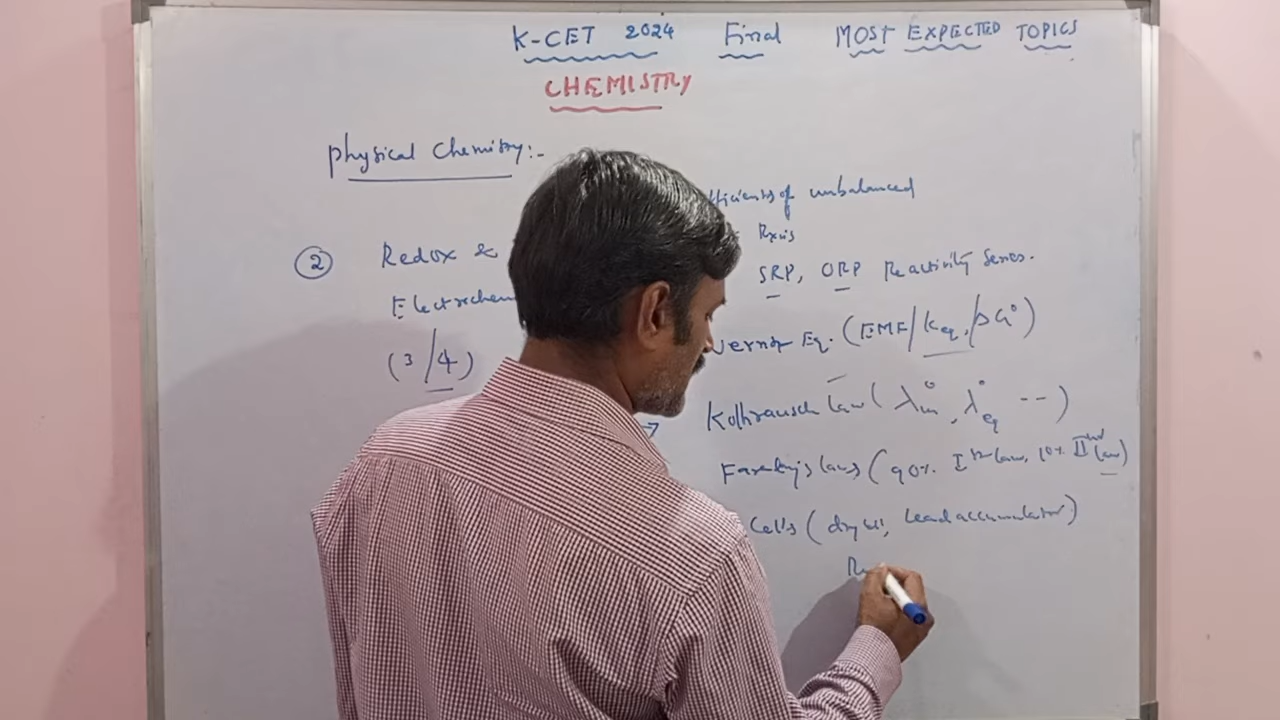 K-CET 2024 Final MOST EXPECTED TOPICS
CHEMISTRY
physical Chemistry:-
fficients of unbalanced
Rxns
② Redox &
SRP, ORP Reactivity Series.
Electrochem
Nernst Eq. (EMF/Keq/ΔG°)
(3/4)
→ Kolhrausch law (λ°m, λ°eq --)
Faraday's laws (90% Ist law, 10% IInd law)
Cells (dry cell, Lead accumulator)
R